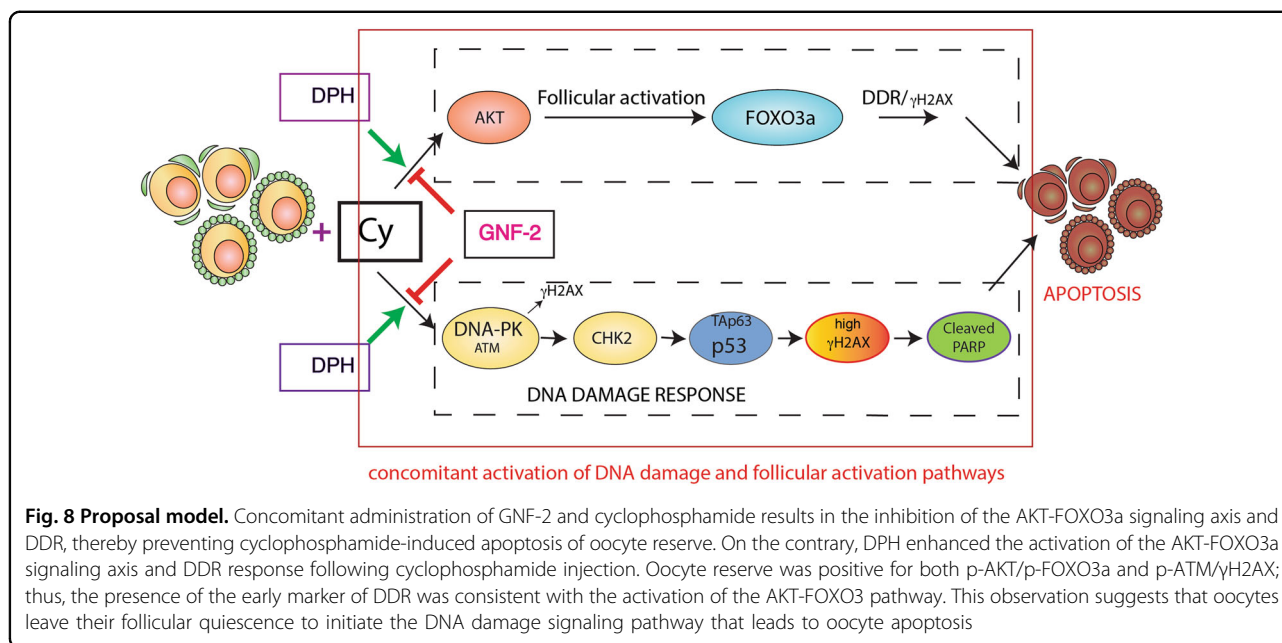 DPH
AKT
Follicular activation
FOXO3a
DDR/γH2AX
+
Cy
GNF-2
APOPTOSIS
DPH
γH2AX
DNA-PK
ATM
CHK2
TAp63
p53
high
γH2AX
Cleaved
PARP
DNA DAMAGE RESPONSE
concomitant activation of DNA damage and follicular activation pathways
Fig. 8 Proposal model. Concomitant administration of GNF-2 and cyclophosphamide results in the inhibition of the AKT-FOXO3a signaling axis and
DDR, thereby preventing cyclophosphamide-induced apoptosis of oocyte reserve. On the contrary, DPH enhanced the activation of the AKT-FOXO3a
signaling axis and DDR response following cyclophosphamide injection. Oocyte reserve was positive for both p-AKT/p-FOXO3a and p-ATM/γH2AX;
thus, the presence of the early marker of DDR was consistent with the activation of the AKT-FOXO3 pathway. This observation suggests that oocytes
leave their follicular quiescence to initiate the DNA damage signaling pathway that leads to oocyte apoptosis